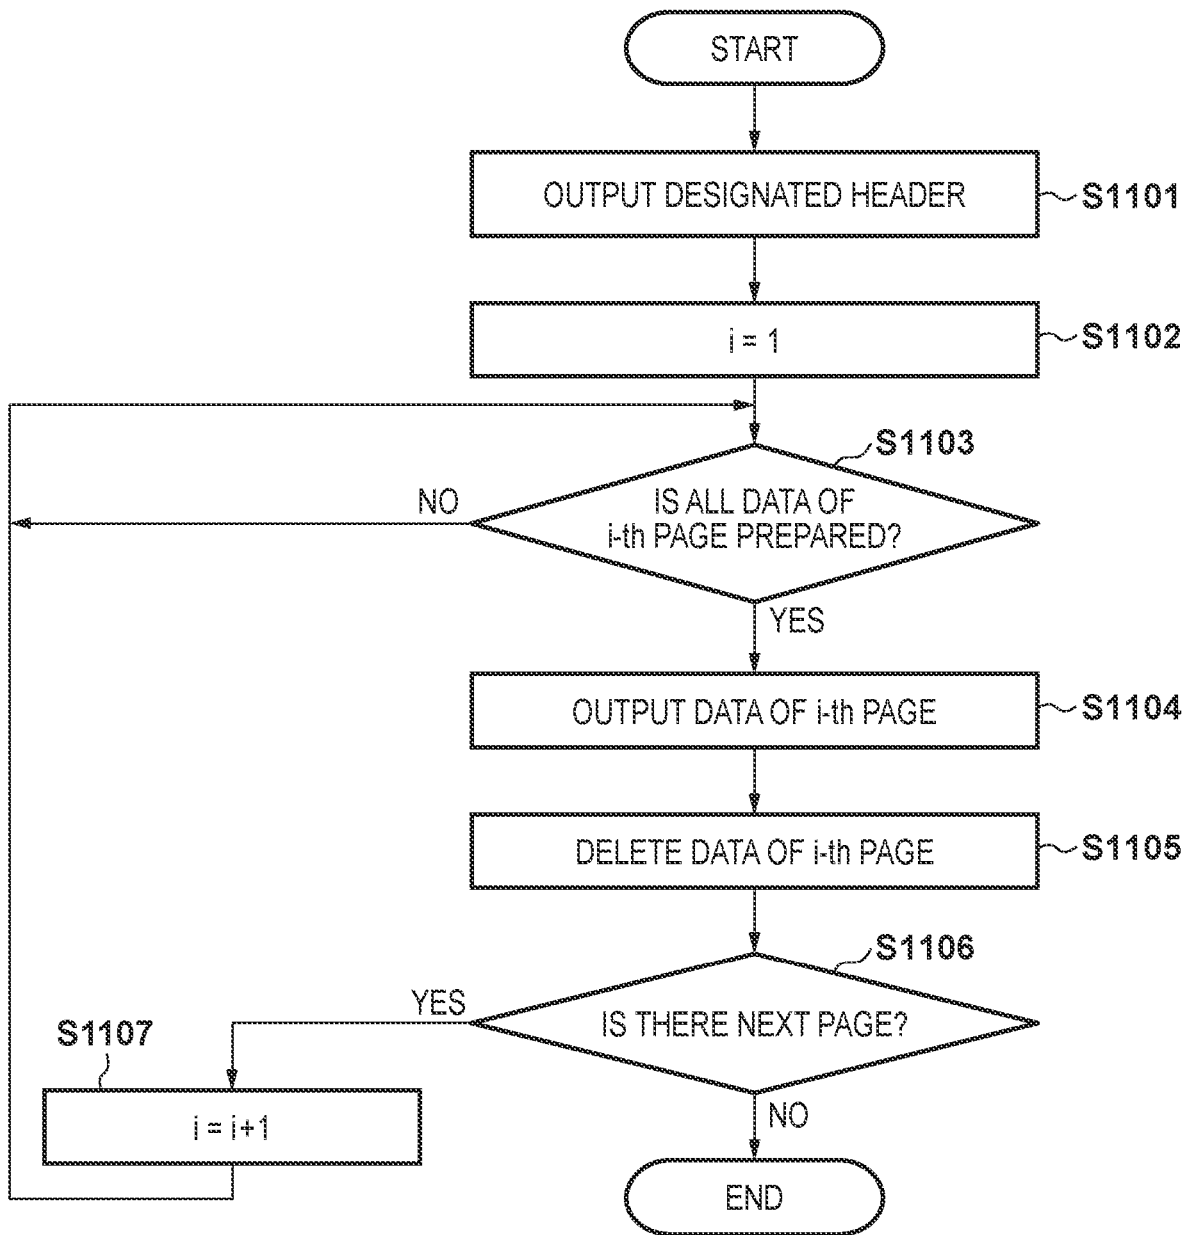 START
OUTPUT DESIGNATED HEADER
S1101
i = 1
S1102
S1103
IS ALL DATA OF
i-th PAGE PREPARED?
NO
YES
OUTPUT DATA OF i-th PAGE
S1104
DELETE DATA OF i-th PAGE
S1105
S1106
IS THERE NEXT PAGE?
YES
S1107
i = i+1
NO
END